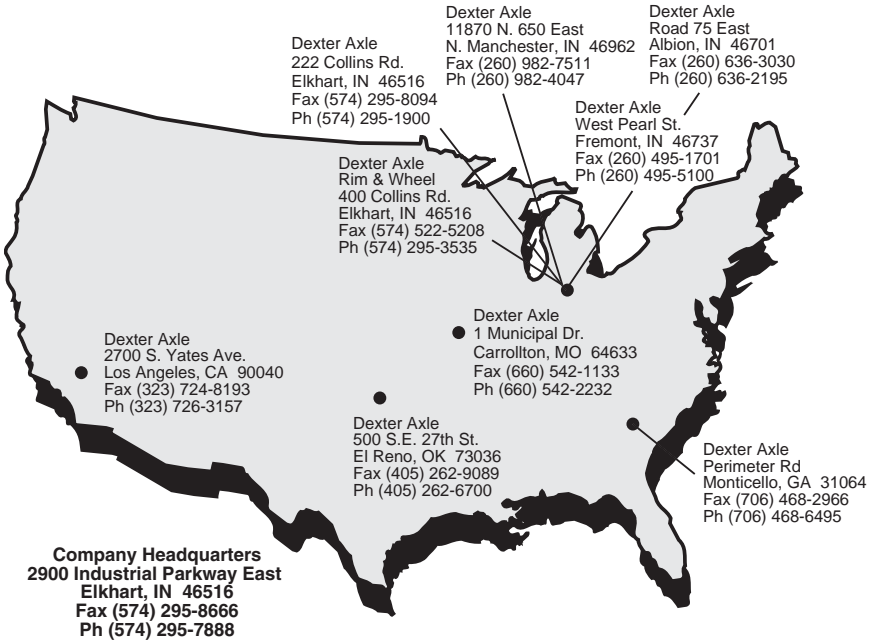 Dexter Axle
11870 N. 650 East
N. Manchester, IN  46962
Fax (260) 982-7511
Ph (260) 982-4047
Dexter Axle
Road 75 East
Albion, IN  46701
Fax (260) 636-3030
Ph (260) 636-2195
Dexter Axle
222 Collins Rd.
Elkhart, IN  46516
Fax (574) 295-8094
Ph (574) 295-1900
Dexter Axle
West Pearl St.
Fremont, IN  46737
Fax (260) 495-1701
Ph (260) 495-5100
Dexter Axle
Rim & Wheel
400 Collins Rd.
Elkhart, IN  46516
Fax (574) 522-5208
Ph (574) 295-3535
Dexter Axle
1 Municipal Dr.
Carrollton, MO  64633
Fax (660) 542-1133
Ph (660) 542-2232
Dexter Axle
2700 S. Yates Ave.
Los Angeles, CA  90040
Fax (323) 724-8193
Ph (323) 726-3157
Dexter Axle
500 S.E. 27th St.
El Reno, OK  73036
Fax (405) 262-9089
Ph (405) 262-6700
Dexter Axle
Perimeter Rd
Monticello, GA  31064
Fax (706) 468-2966
Ph (706) 468-6495
Company Headquarters
2900 Industrial Parkway East
Elkhart, IN  46516
Fax (574) 295-8666
Ph (574) 295-7888